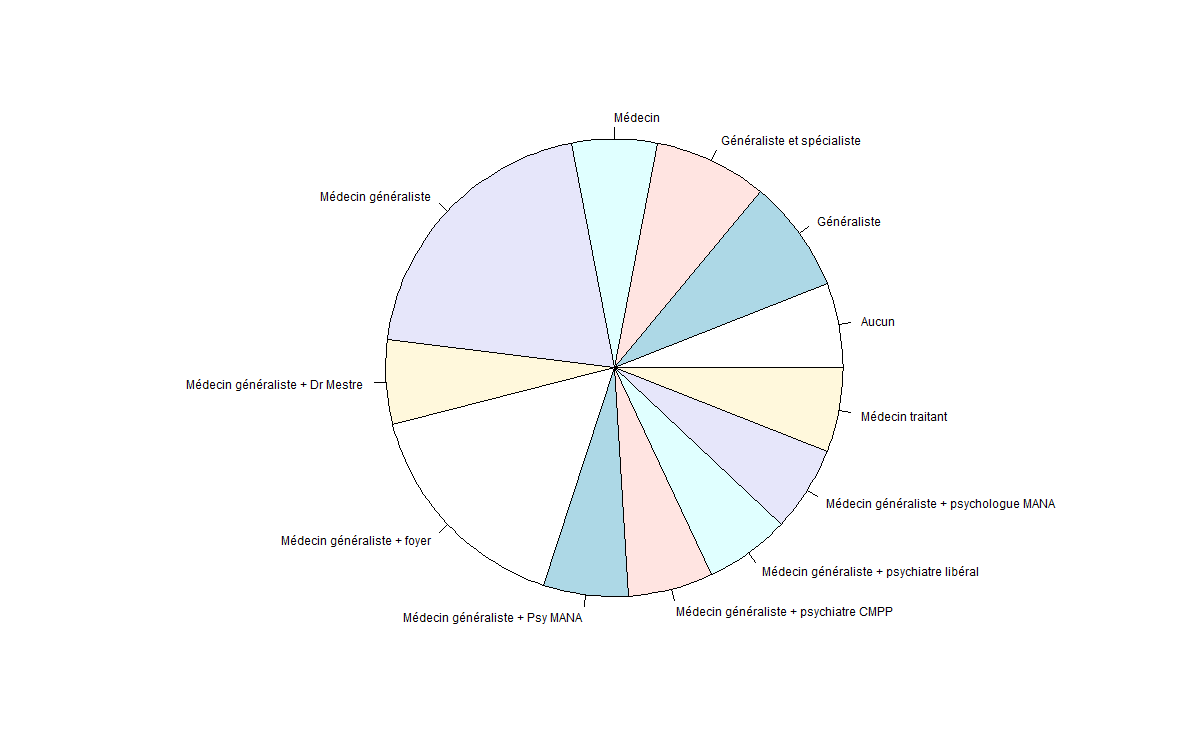 Médecin
Généraliste et spécialiste
Médecin généraliste
Généraliste
Aucun
Médecin généraliste + Dr Mestre
Médecin traitant
Médecin généraliste + psychologue MANA
Médecin généraliste + foyer
Médecin généraliste + psychiatre libéral
Médecin généraliste + psychiatre CMPP
Médecin généraliste + Psy MANA